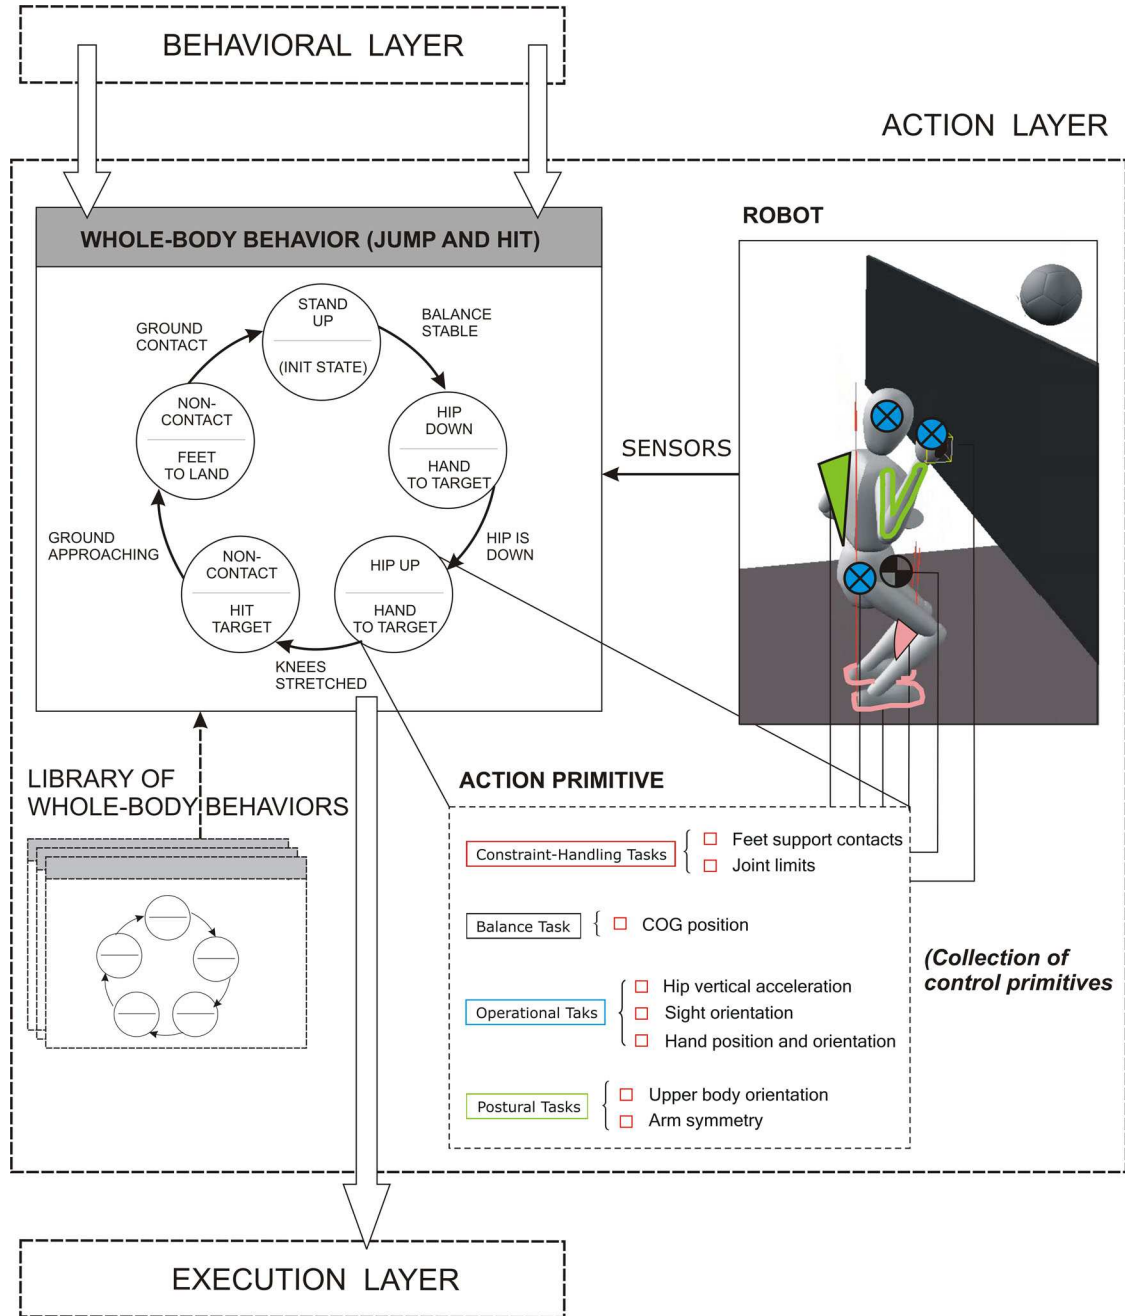 BEHAVIORAL LAYER
ACTION LAYER
WHOLE-BODY BEHAVIOR (JUMP AND HIT)
ROBOT
STAND
UP
(INIT STATE)
GROUND
CONTACT
BALANCE
STABLE
NON-
CONTACT
FEET
TO LAND
HIP
DOWN
HAND
TO TARGET
SENSORS
GROUND
APPROACHING
HIP IS
DOWN
NON-
CONTACT
HIT
TARGET
HIP UP
HAND
TO TARGET
KNEES
STRETCHED
LIBRARY OF
WHOLE-BODY BEHAVIORS
ACTION PRIMITIVE
Constraint-Handling Tasks
Feet support contacts
Joint limits
Balance Task
COG position
Operational Taks
Hip vertical acceleration
Sight orientation
Hand position and orientation
Postural Tasks
Upper body orientation
Arm symmetry
(Collection of
control primitives
EXECUTION LAYER